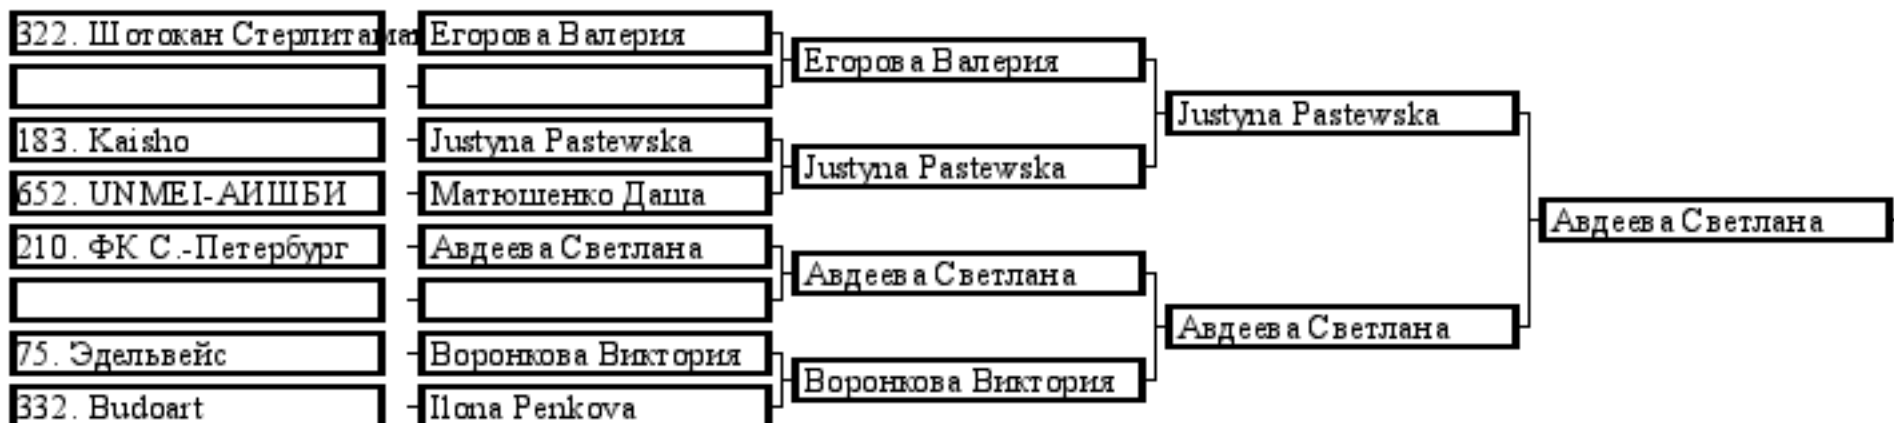 322. Шотокан Стерлитамак
Егорова Валерия
Егорова Валерия
Justyna Pastewska
183. Kaisho
Justyna Pastewska
Justyna Pastewska
652. UNMEI-АИШБИ
Матюшенко Даша
Авдеева Светлана
210. ФК С.-Петербург
Авдеева Светлана
Авдеева Светлана
Авдеева Светлана
75. Эдельвейс
Воронкова Виктория
Воронкова Виктория
332. Budoart
Ilona Penkova